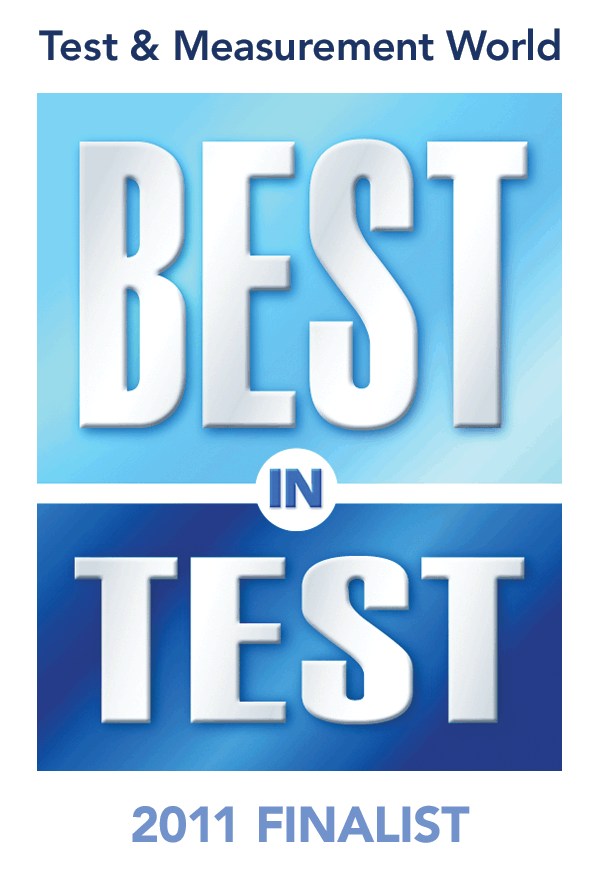 Test & Measurement World
BEST
IN
TEST
2011 FINALIST